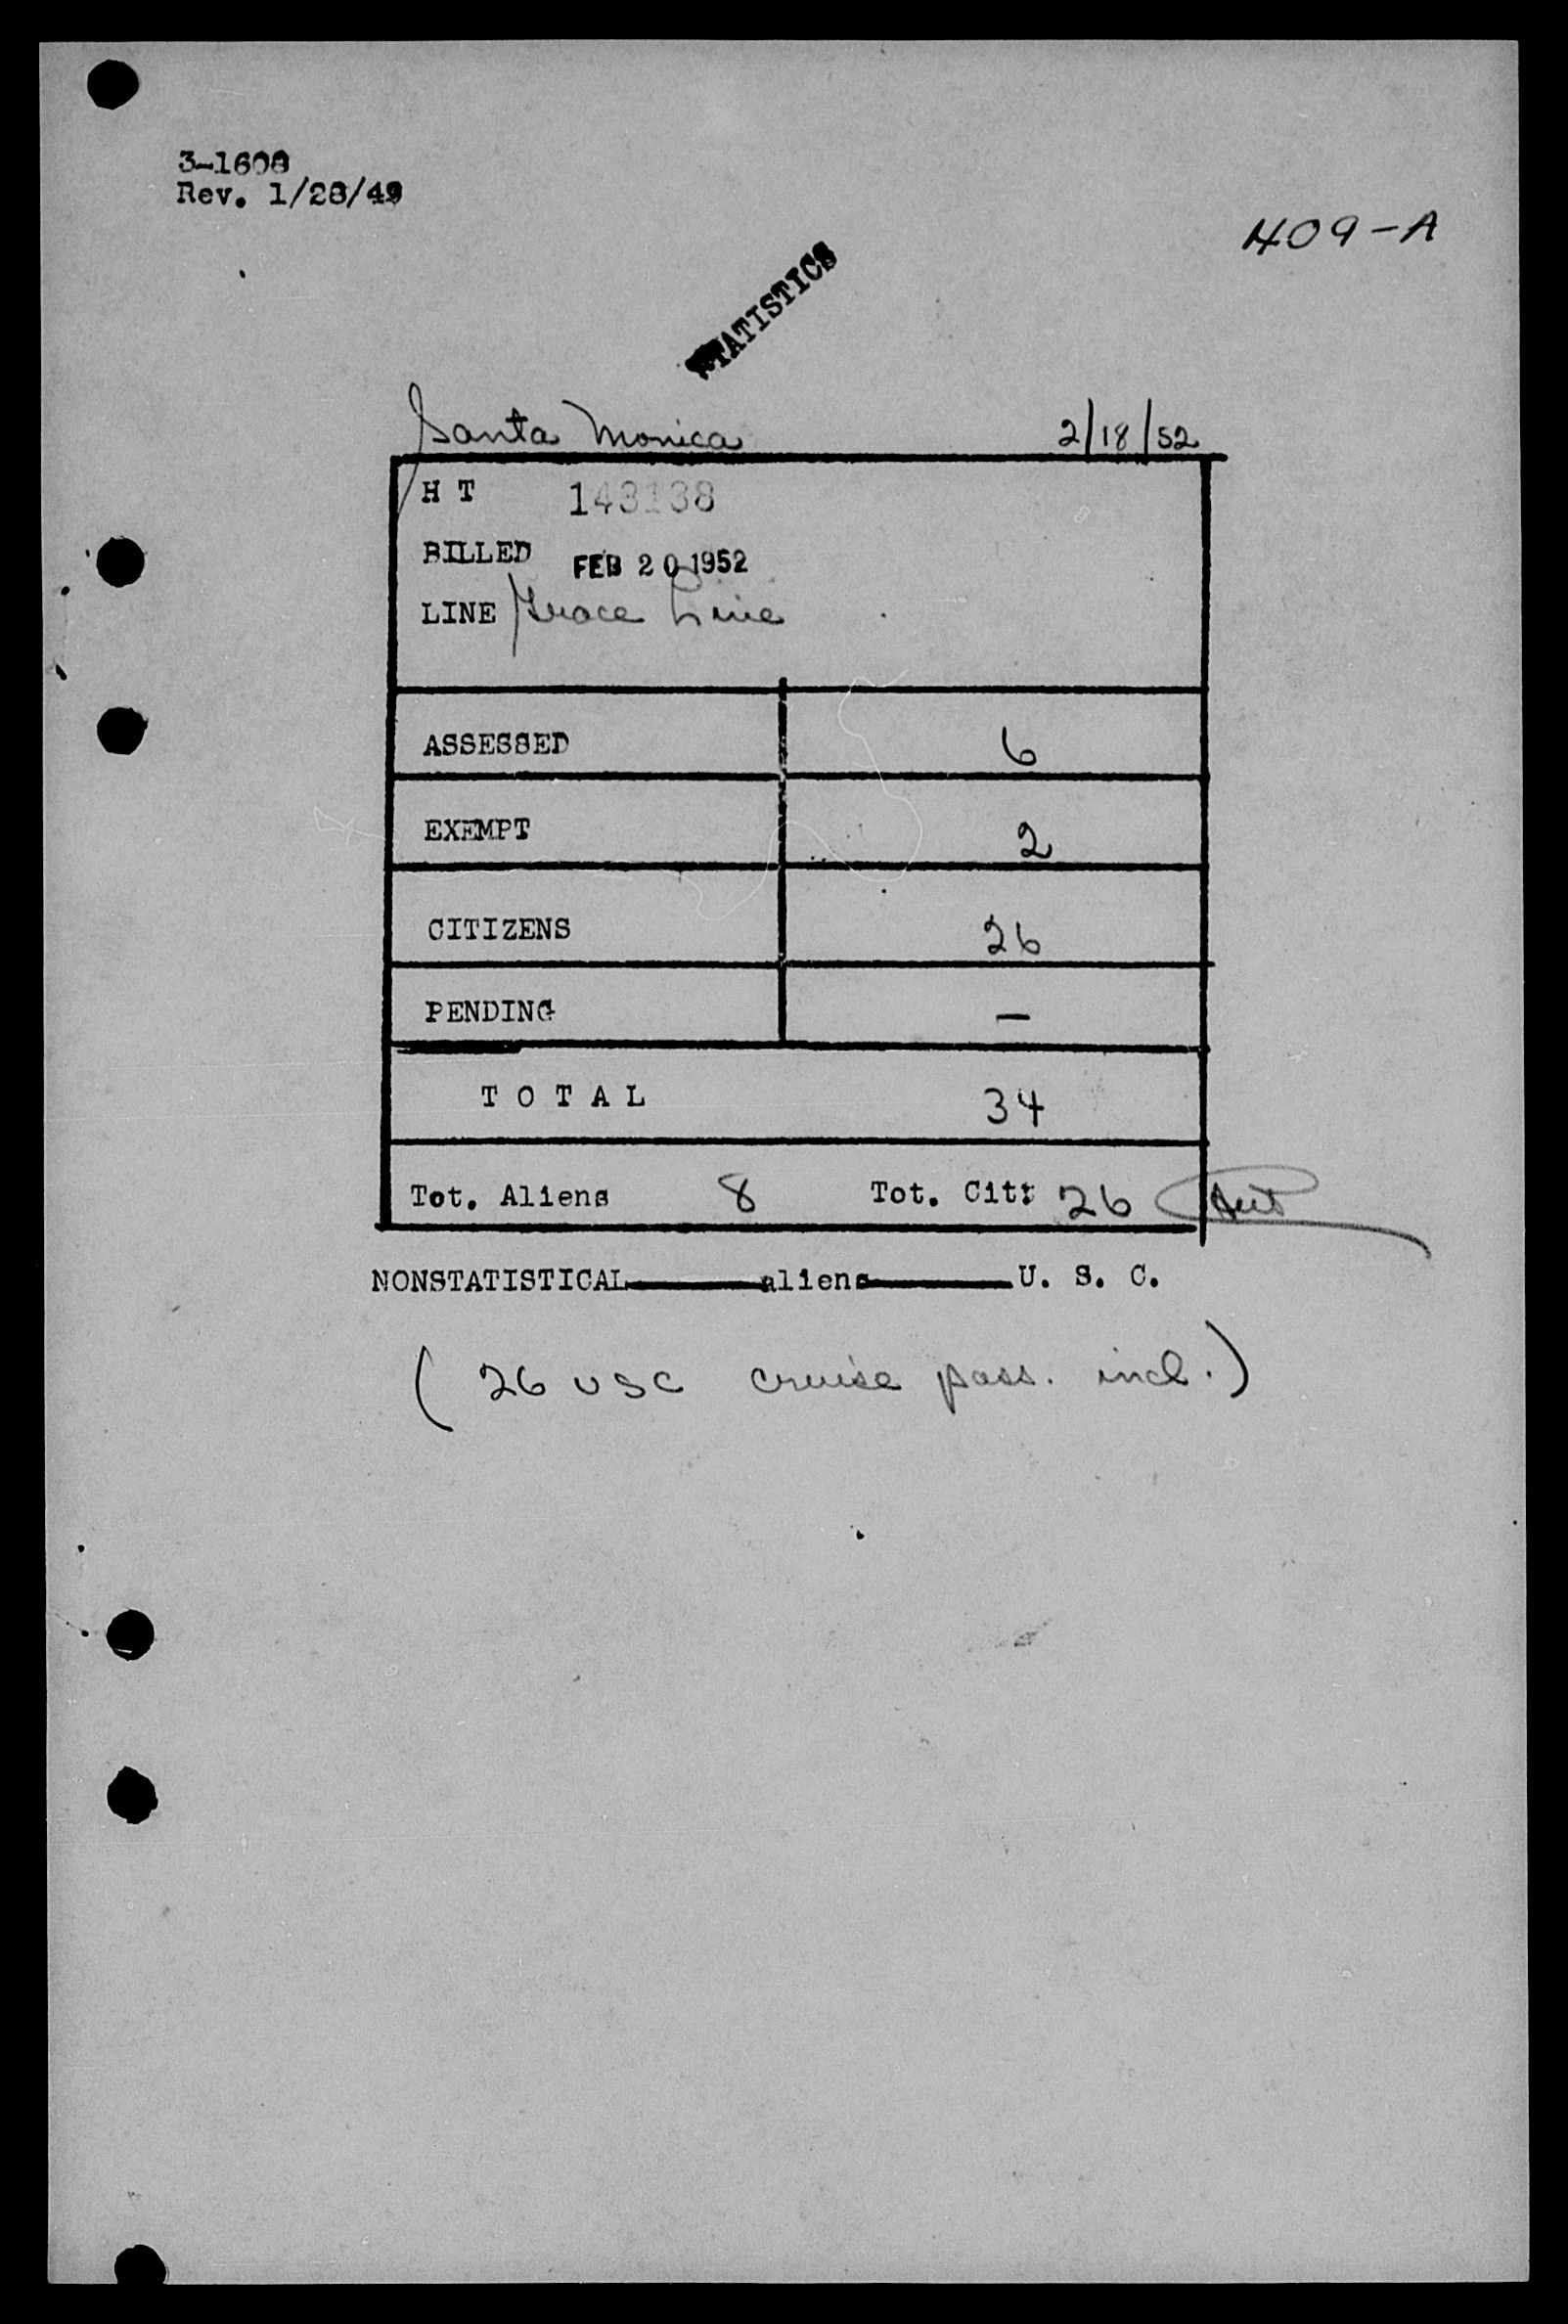 3-1608
Rev. 1/28/49
409-A
STATISTICS
Santa Monica 2/18/52
H T 143138
BILLED FEB 20 1952
LINE Grace Line
ASSESSED 6
EXEMPT 2
CITIZENS 26
PENDING —
T O T A L 34
Tot. Aliens 8 Tot. Citz 26
NONSTATISTICAL aliens U. S. C.
( 26 USC cruise pass. incl. )